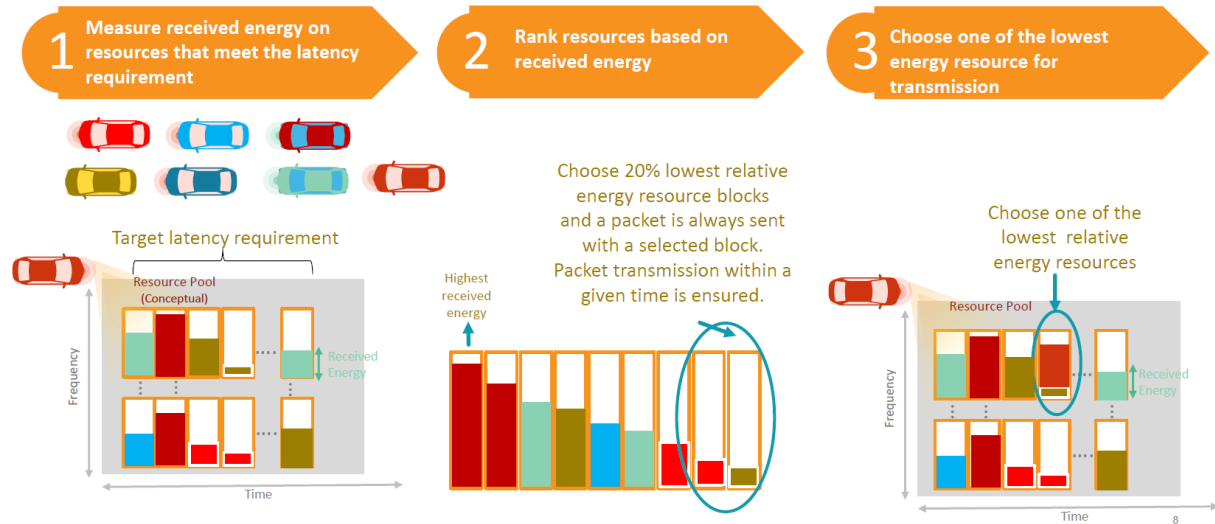 1
Measure received energy on
resources that meet the latency
requirement
2
Rank resources based on
received energy
3
Choose one of the lowest
energy resource for
transmission
Target latency requirement
Resource Pool
(Conceptual)
Received
Energy
Frequency
Time
Choose 20% lowest relative
energy resource blocks
and a packet is always sent
with a selected block.
Packet transmission within a
given time is ensured.
Highest
received
energy
Choose one of the
lowest relative
energy resources
Resource Pool
Received
Energy
Frequency
Time
8